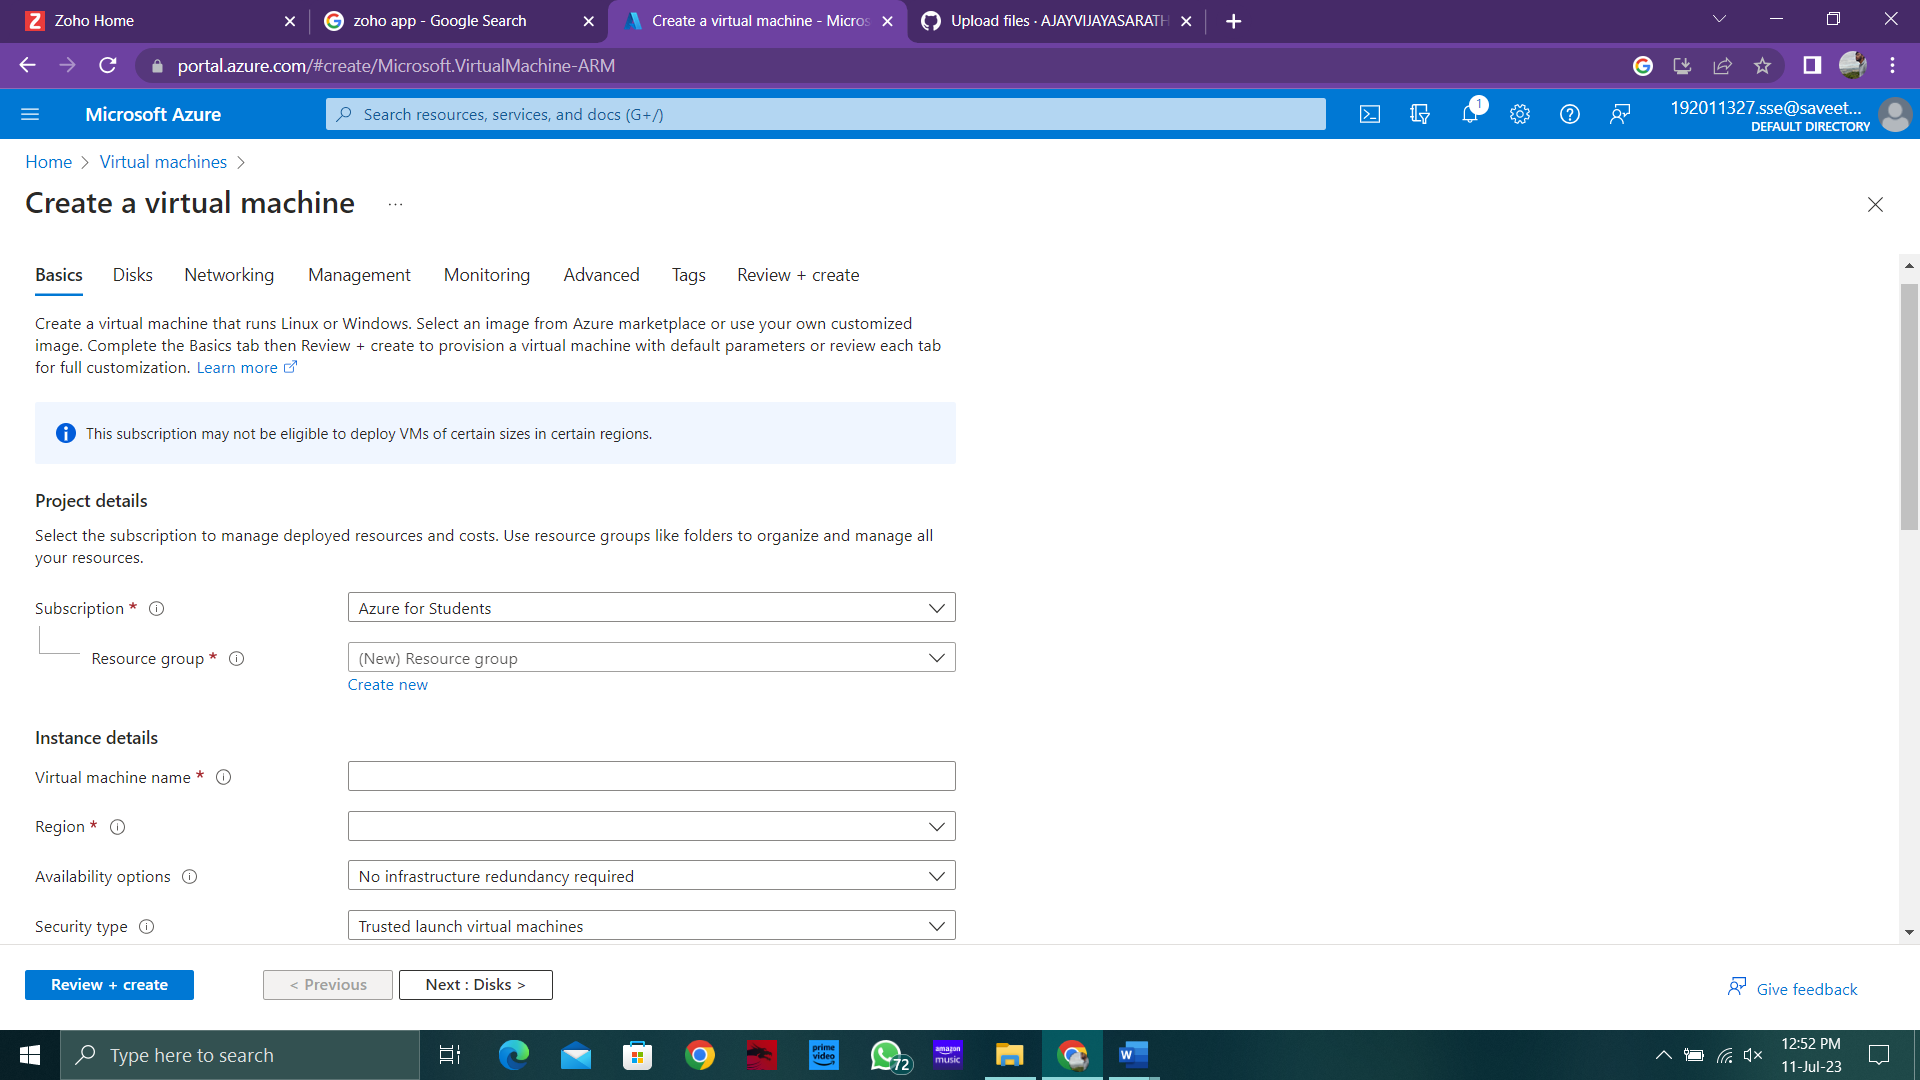 Zoho Home
zoho app - Google Search
Create a virtual machine - Micros
Upload files · AJAYVIJAYASARATH
portal.azure.com/#create/Microsoft.VirtualMachine-ARM
Microsoft Azure
Search resources, services, and docs (G+/)
1
192011327.sse@saveet...
DEFAULT DIRECTORY
Home > Virtual machines >
Create a virtual machine ...
Basics Disks Networking Management Monitoring Advanced Tags Review + create
Create a virtual machine that runs Linux or Windows. Select an image from Azure marketplace or use your own customized
image. Complete the Basics tab then Review + create to provision a virtual machine with default parameters or review each tab
for full customization. Learn more
This subscription may not be eligible to deploy VMs of certain sizes in certain regions.
Project details
Select the subscription to manage deployed resources and costs. Use resource groups like folders to organize and manage all
your resources.
Subscription * Azure for Students
Resource group * (New) Resource group
Create new
Instance details
Virtual machine name *
Region *
Availability options No infrastructure redundancy required
Security type Trusted launch virtual machines
Review + create < Previous Next : Disks >
Give feedback
Type here to search
prime video
72
amazon music
W
12:52 PM
11-Jul-23